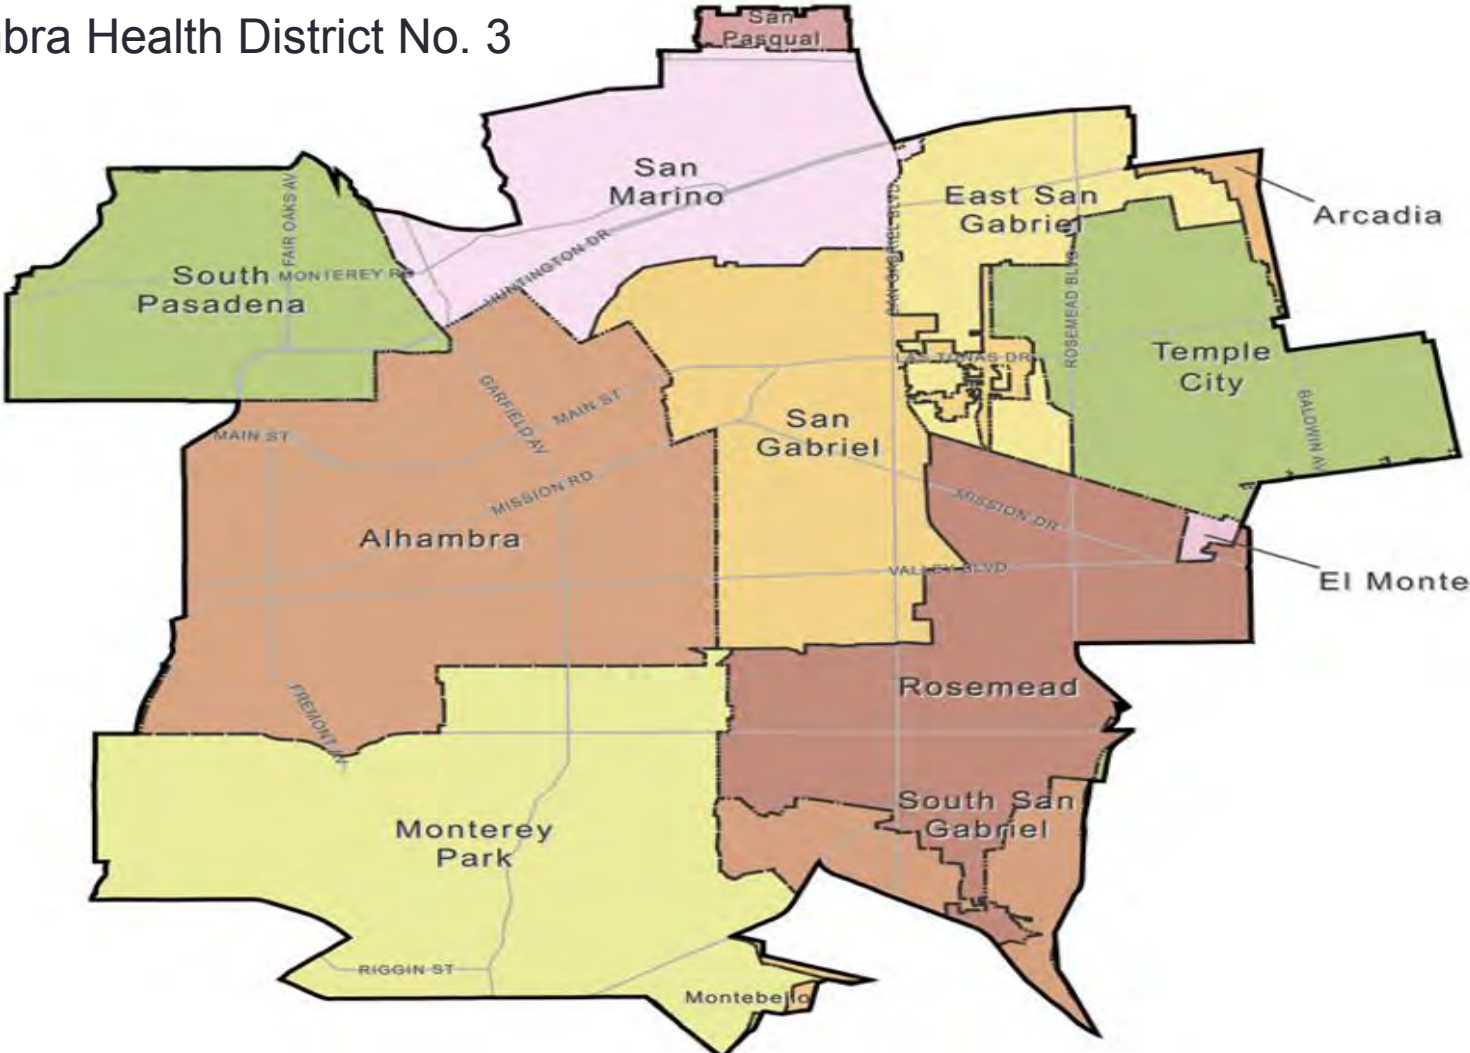 bra Health District No. 3
San
Pasqual
San
Marino
East San
Gabriel
Arcadia
FAIR OAKS AV
South
Pasadena
MONTEREY RD
HUNTINGTON DR
SAN GABRIEL BLVD
ROSEMEAD BLVD
LAS TUNAS DR
Temple
City
BALDWIN AV
GARFIELD AV
MAIN ST
MAIN ST
San
Gabriel
MISSION RD
MISSION DR
Alhambra
VALLEY BLVD
El Monte
Rosemead
FREMONT AV
South San
Gabriel
Monterey
Park
RIGGIN ST
Montebello